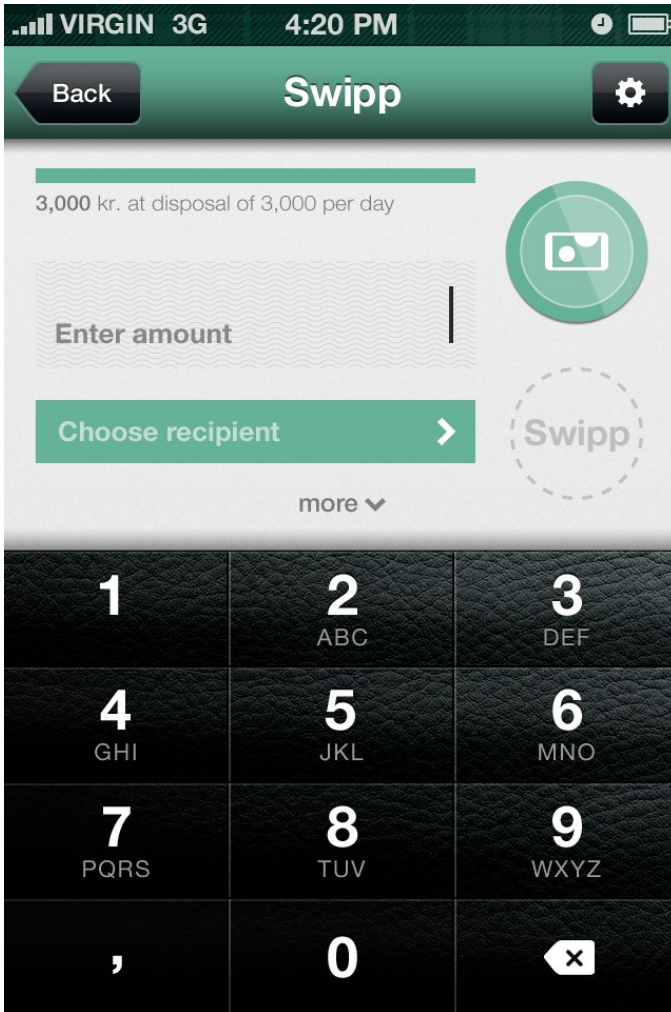 VIRGIN 3G 4:20 PM
Back Swipp
3,000 kr. at disposal of 3,000 per day
Enter amount
Choose recipient
Swipp
more
1 2 3
ABC DEF
4 5 6
GHI JKL MNO
7 8 9
PQRS TUV WXYZ
, 0